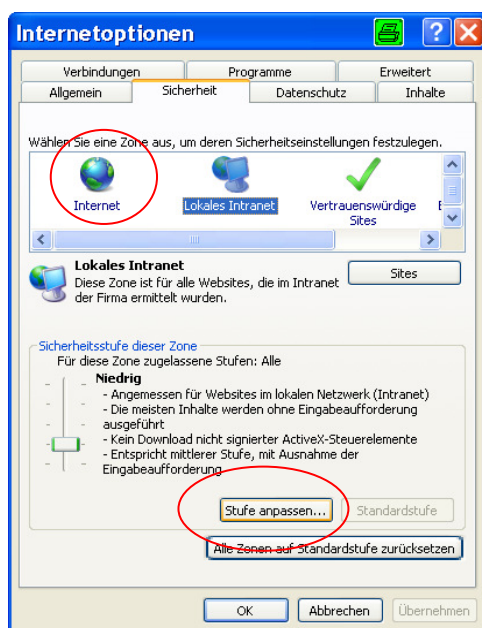 Internetoptionen
Verbindungen Programme Erweitert
Allgemein Sicherheit Datenschutz Inhalte
Wählen Sie eine Zone aus, um deren Sicherheitseinstellungen festzulegen.
Internet Lokales Intranet Vertrauenswürdige
Sites
Lokales Intranet
Diese Zone ist für alle Websites, die im Intranet
der Firma ermittelt wurden.
Sites
Sicherheitsstufe dieser Zone
Für diese Zone zugelassene Stufen: Alle
Niedrig
- Angemessen für Websites im lokalen Netzwerk (Intranet)
- Die meisten Inhalte werden ohne Eingabeaufforderung
ausgeführt
- Kein Download nicht signierter ActiveX-Steuerelemente
- Entspricht mittlerer Stufe, mit Ausnahme der
Eingabeaufforderung
Stufe anpassen... Standardstufe
Alle Zonen auf Standardstufe zurücksetzen
OK Abbrechen Übernehmen